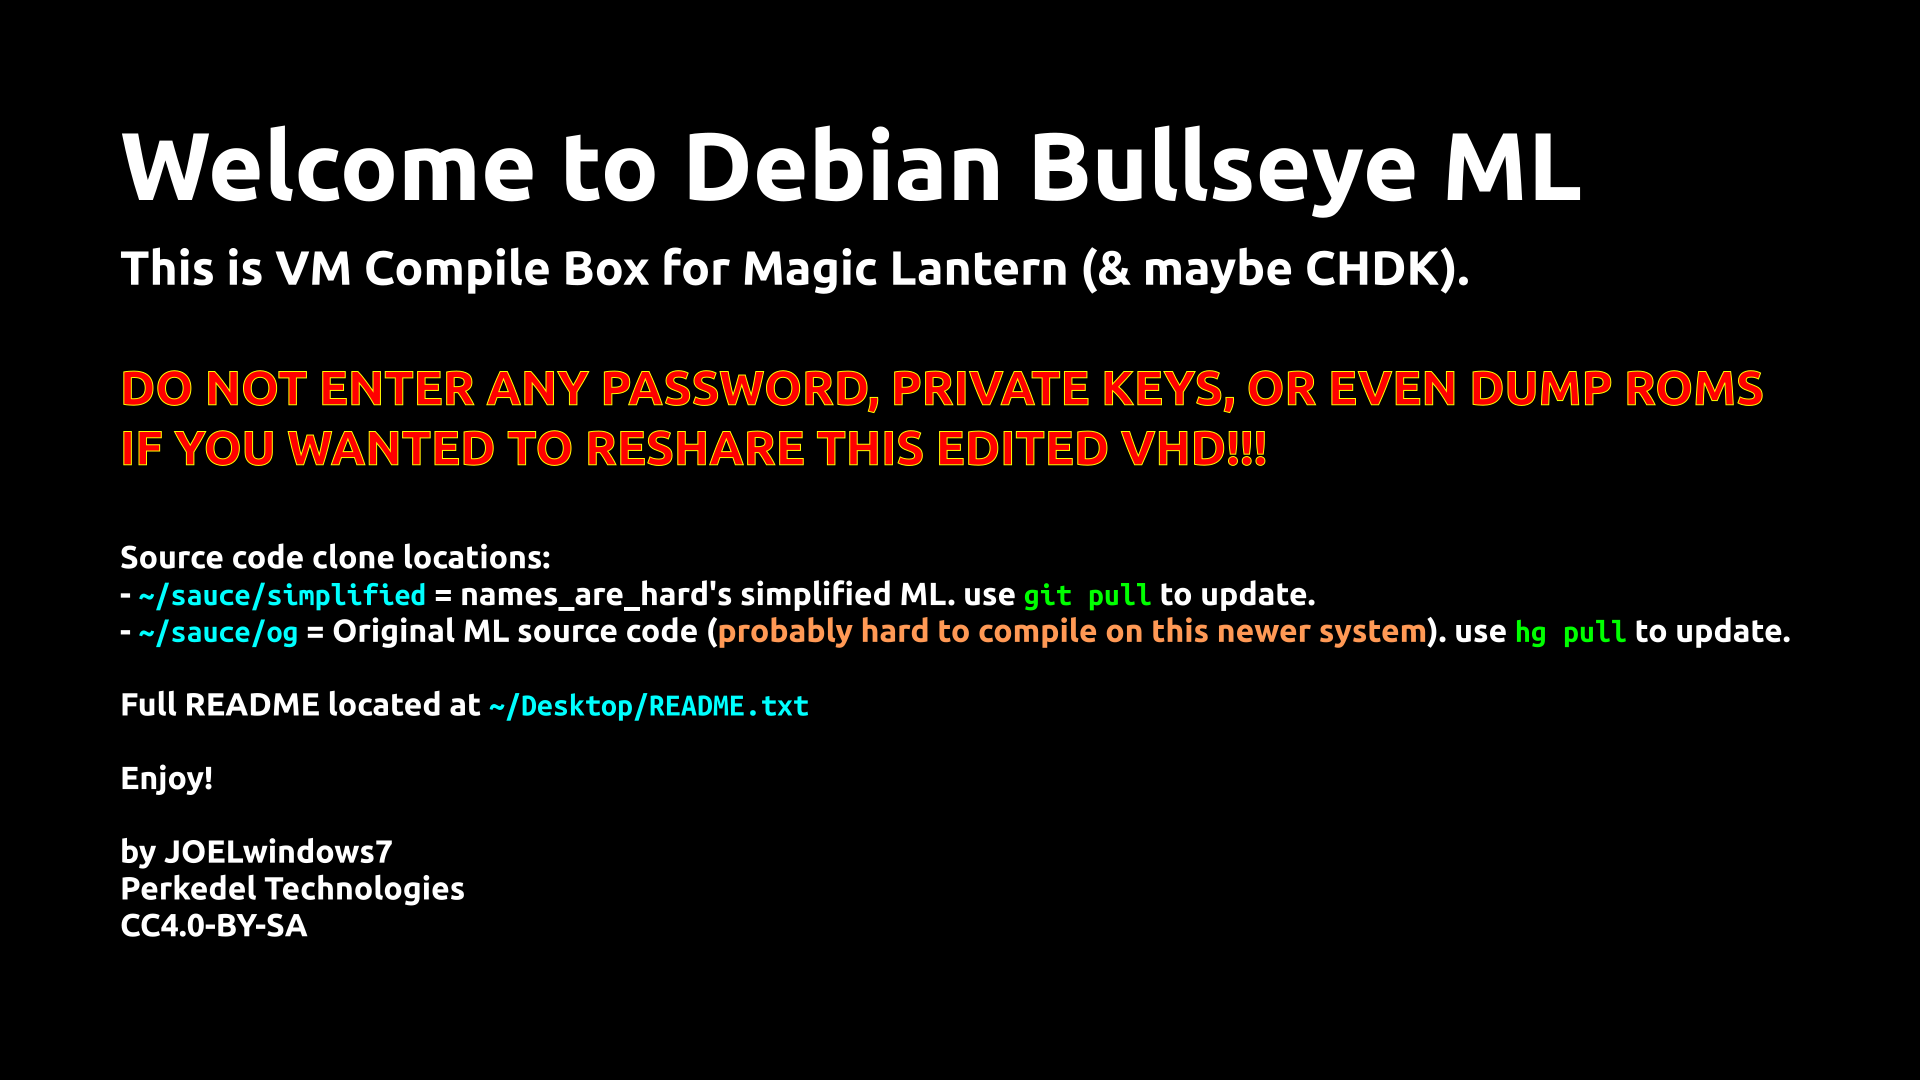 Welcome to Debian Bullseye ML
This is VM Compile Box for Magic Lantern (& maybe CHDK).
DO NOT ENTER ANY PASSWORD, PRIVATE KEYS, OR EVEN DUMP ROMS
IF YOU WANTED TO RESHARE THIS EDITED VHD!!!
Source code clone locations:
- ~/sauce/simplified = names_are_hard's simplified ML. use git pull to update.
- ~/sauce/og = Original ML source code (probably hard to compile on this newer system). use hg pull to update.
Full README located at ~/Desktop/README.txt
Enjoy!
by JOELwindows7
Perkedel Technologies
CC4.0-BY-SA